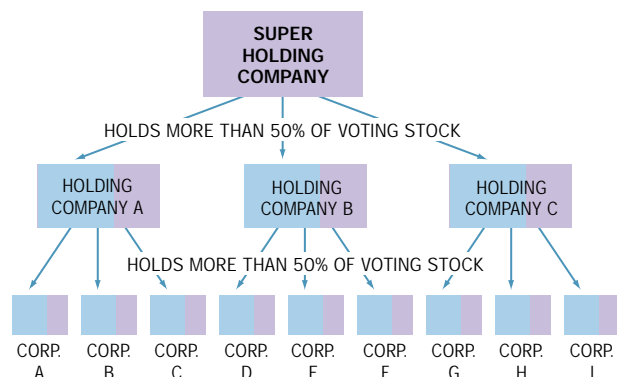 SUPER
HOLDING
COMPANY
HOLDS MORE THAN 50% OF VOTING STOCK
HOLDING
COMPANY A
HOLDING
COMPANY B
HOLDING
COMPANY C
HOLDS MORE THAN 50% OF VOTING STOCK
CORP.
A
CORP.
B
CORP.
C
CORP.
D
CORP.
CORP.
CORP.
G
CORP.
H
CORP.